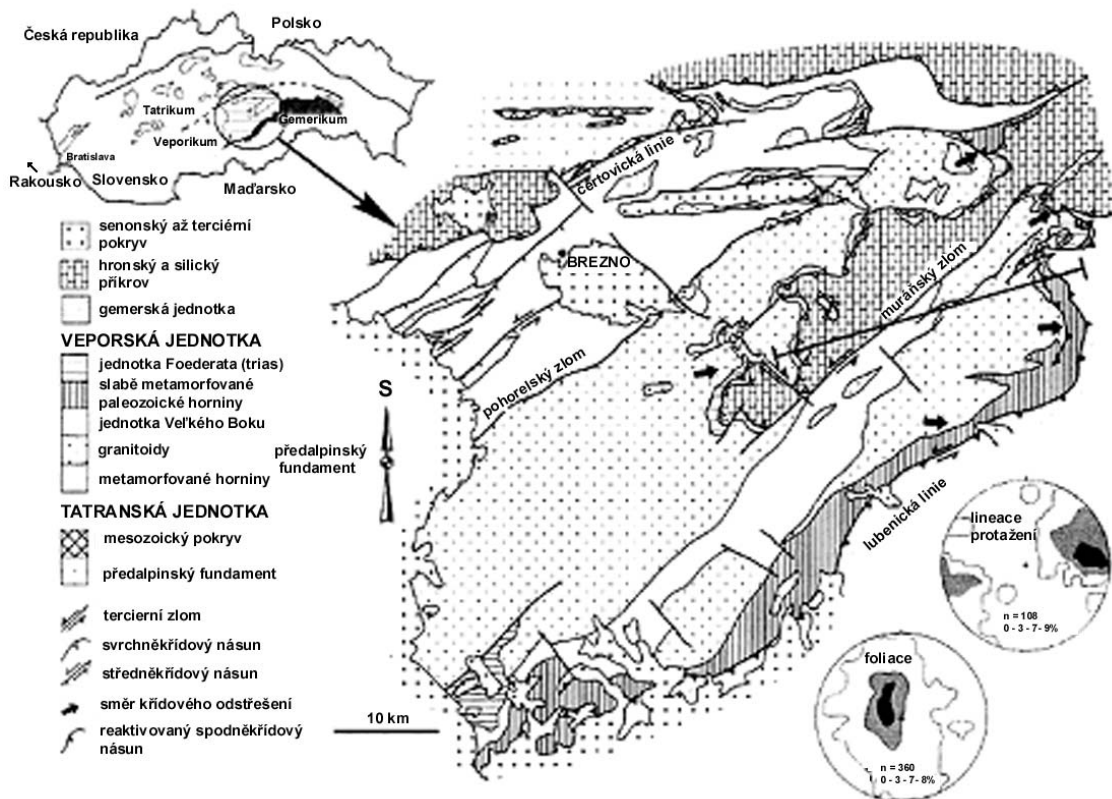 Česká republika
Polsko
Tatrikum
Gemerikum
Veporikum
Bratislava
Rakousko
Slovensko
Maďarsko
senonský až terciérní
pokryv
hronský a silický
příkrov
gemerská jednotka
VEPORSKÁ JEDNOTKA
jednotka Foederata (trias)
slabě metamorfované
paleozoické horniny
jednotka Veľkého Boku
granitoidy
metamorfované horniny
předalpinský
fundament
TATRANSKÁ JEDNOTKA
mesozoický pokryv
předalpinský fundament
tercierní zlom
svrchněkřídový násun
středněkřídový násun
směr křídového odstřešení
reaktivovaný spodněkřídový
násun
S
10 km
čertovická linie
BREZNO
muráňský zlom
pohorelský zlom
lubenická linie
lineace
protažení
n = 108
0 - 3 - 7- 9%
foliace
n = 360
0 - 3 - 7- 8%